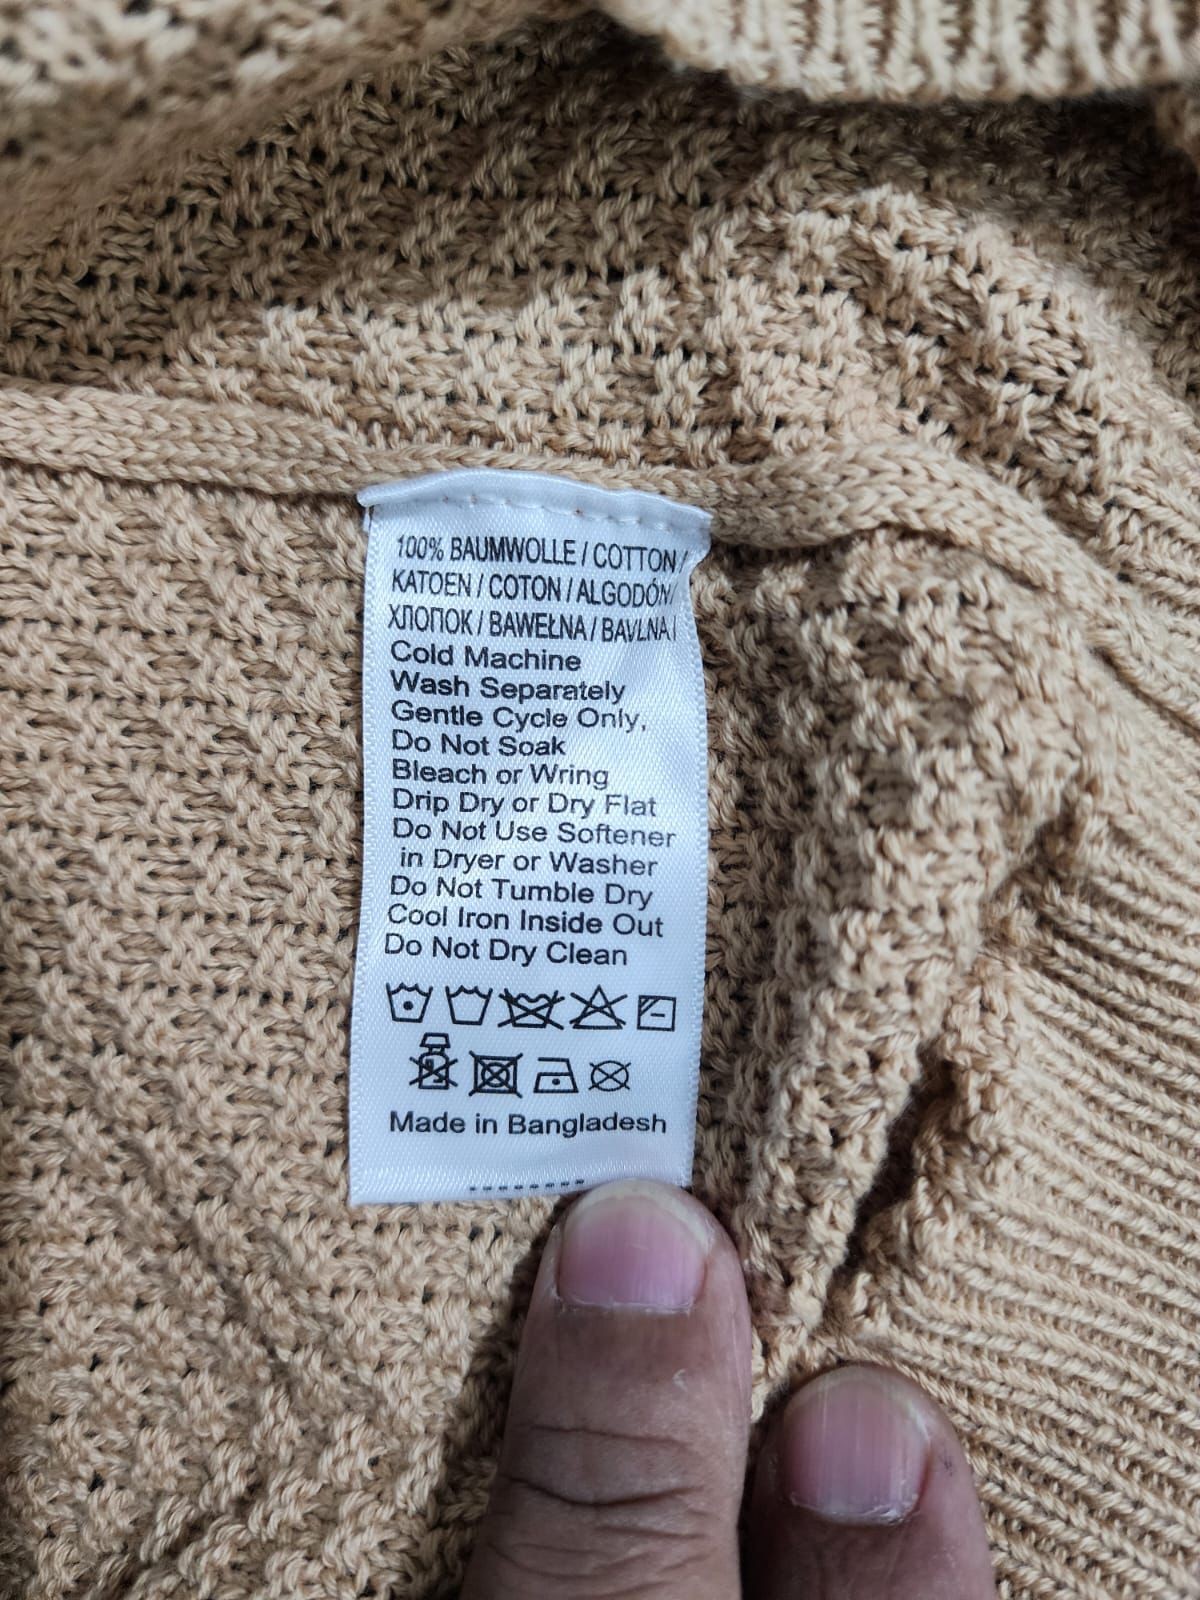 100% BAUMWOLLE / COTTON /
KATOEN / COTON / ALGODÓN/
ХЛОПОК / BAWEŁNA / BAVLNA /
Cold Machine
Wash Separately
Gentle Cycle Only,
Do Not Soak
Bleach or Wring
Drip Dry or Dry Flat
Do Not Use Softener
in Dryer or Washer
Do Not Tumble Dry
Cool Iron Inside Out
Do Not Dry Clean
Made in Bangladesh